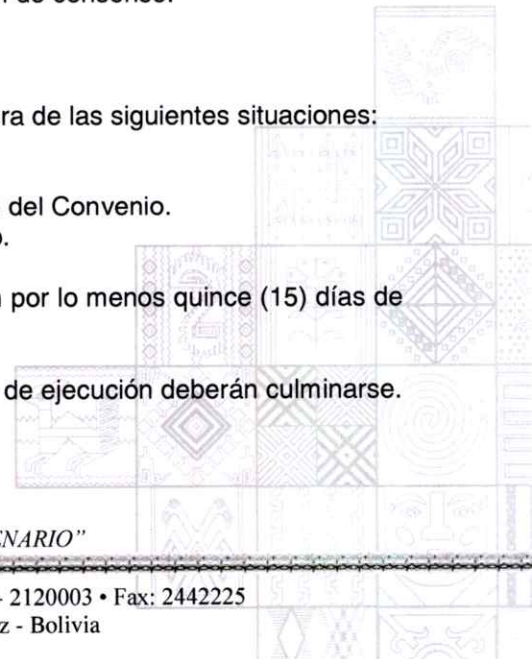 de consenso.
ra de las siguientes situaciones:
del Convenio.
por lo menos quince (15) días de
de ejecución deberán culminarse.
NARIO"
- 2120003 • Fax: 2442225
z - Bolivia